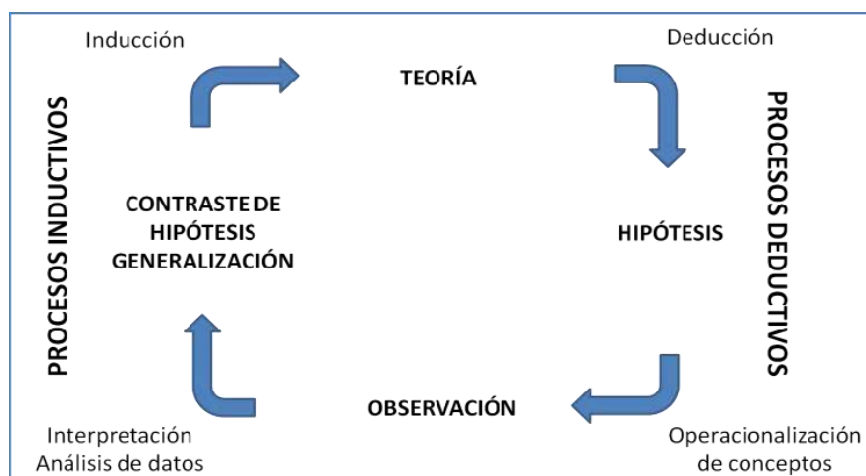 Inducción
Deducción
TEORÍA
PROCESOS INDUCTIVOS
CONTRASTE DE
HIPÓTESIS
GENERALIZACIÓN
HIPÓTESIS
PROCESOS DEDUCTIVOS
OBSERVACIÓN
Interpretación
Análisis de datos
Operacionalización
de conceptos